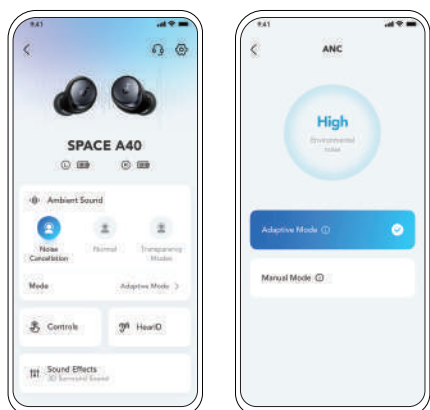 9:41
SPACE A40
L
R
Ambient Sound
Noise
Cancellation
Normal
Transparency
Modes
Mode
Adaptive Mode
Controls
HearID
Sound Effects
3D Surround Sound
9:41
ANC
High
Environmental
noise
Adaptive Mode
Manual Mode